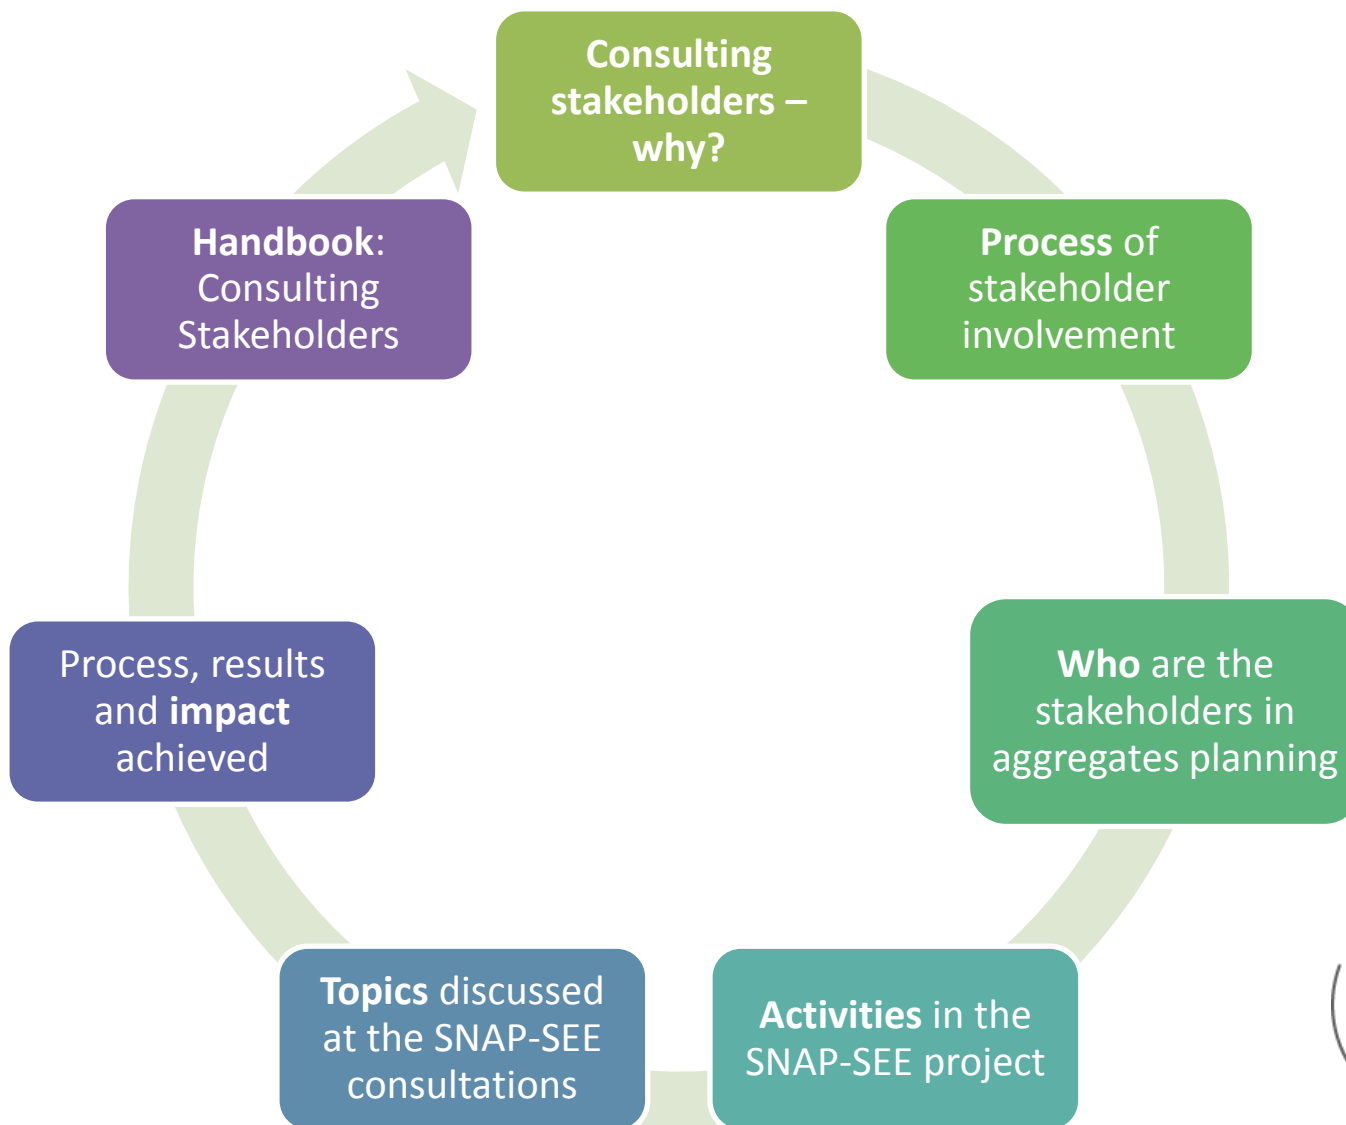 Consulting
stakeholders –
why?
Process of
stakeholder
involvement
Who are the
stakeholders in
aggregates planning
Activities in the
SNAP-SEE project
Topics discussed
at the SNAP-SEE
consultations
Process, results
and impact
achieved
Handbook:
Consulting
Stakeholders